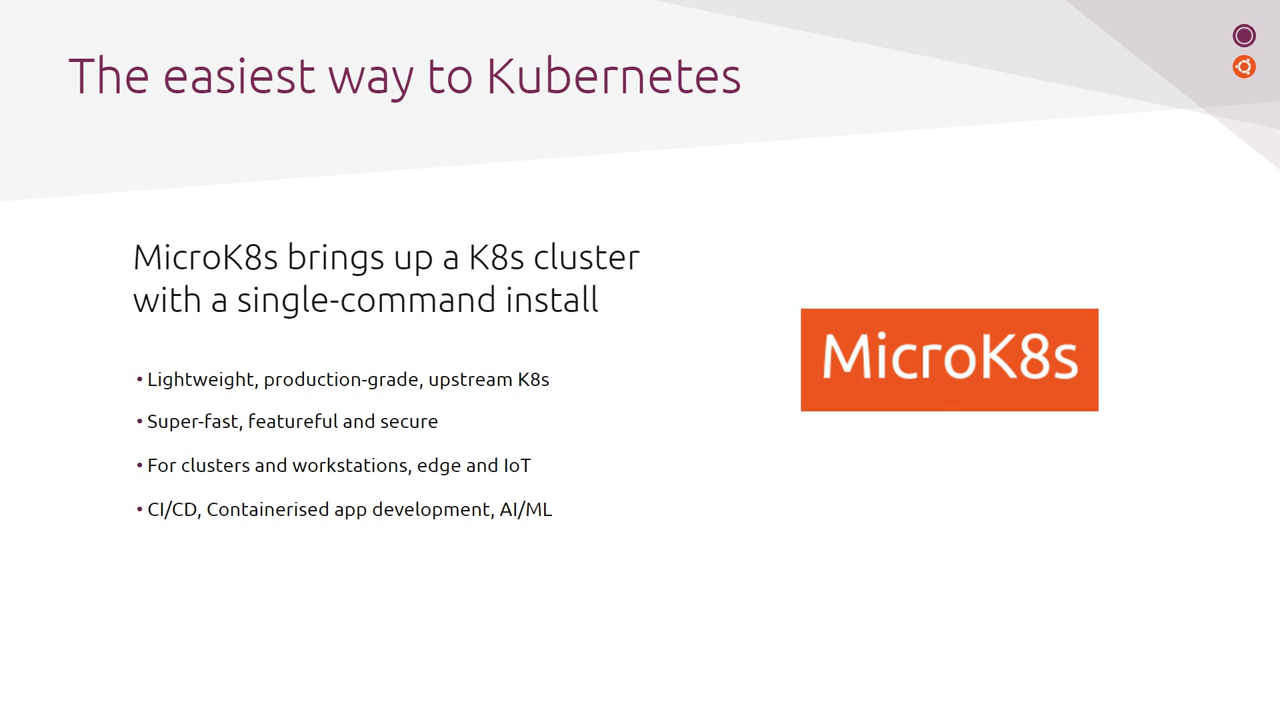 The easiest way to Kubernetes
MicroK8s brings up a K8s cluster
with a single-command install
• Lightweight, production-grade, upstream K8s
• Super-fast, featureful and secure
• For clusters and workstations, edge and IoT
• CI/CD, Containerised app development, AI/ML
MicroK8s